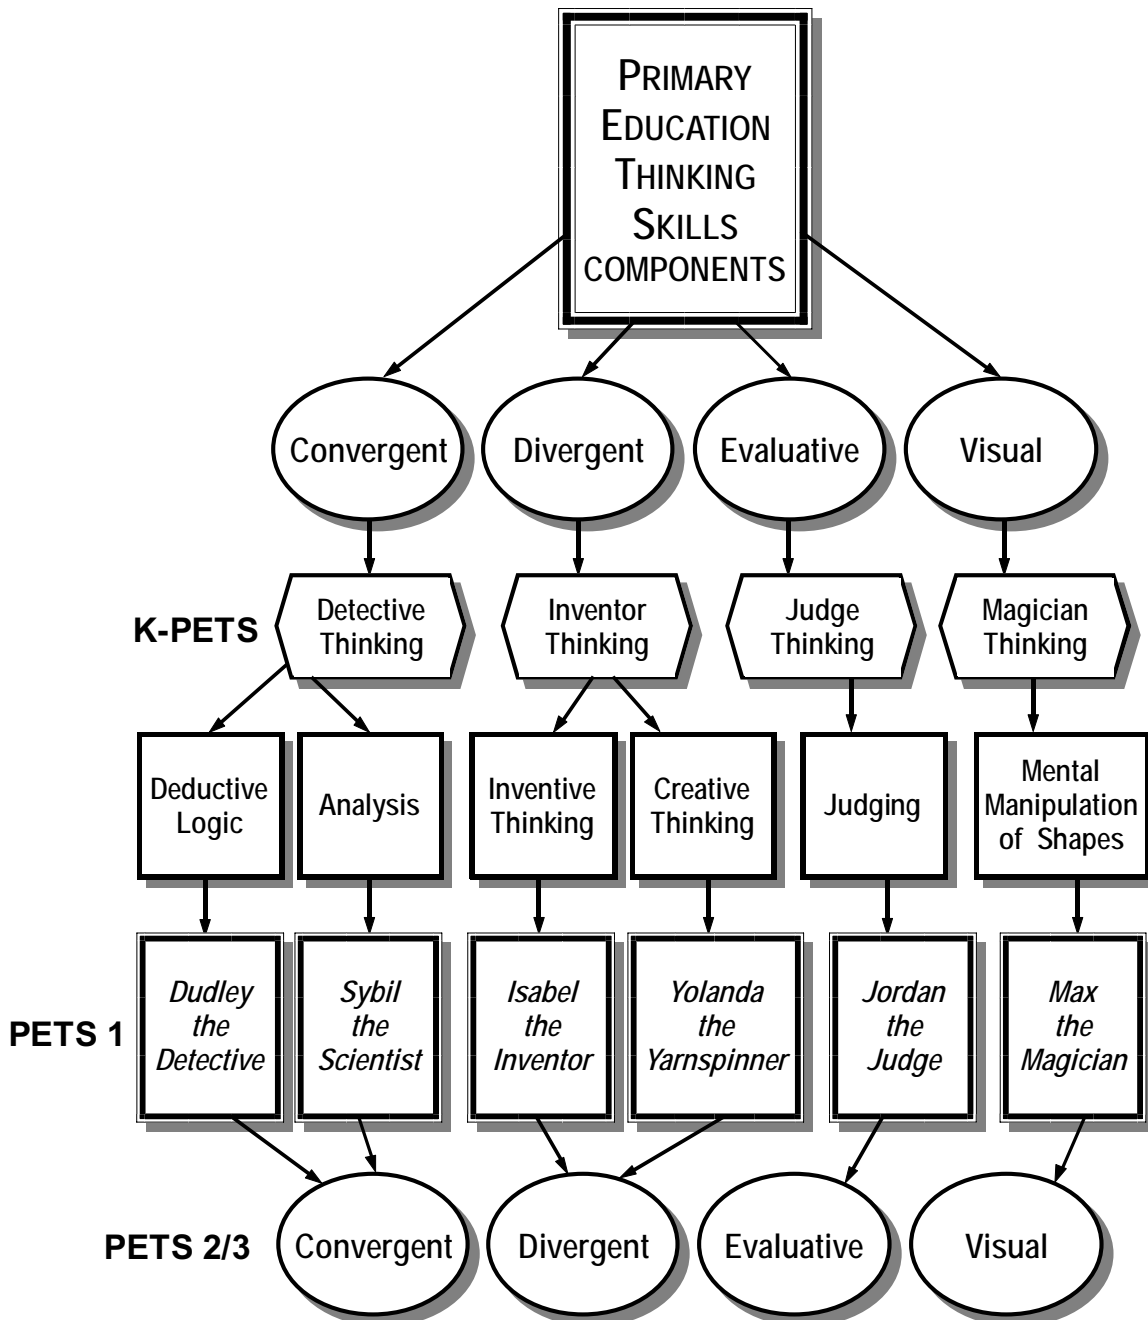 PRIMARY
EDUCATION
THINKING
SKILLS
COMPONENTS
Convergent
Divergent
Evaluative
Visual
K-PETS
Detective
Thinking
Inventor
Thinking
Judge
Thinking
Magician
Thinking
Deductive
Logic
Analysis
Inventive
Thinking
Creative
Thinking
Judging
Mental
Manipulation
of Shapes
PETS 1
Dudley
the
Detective
Sybil
the
Scientist
Isabel
the
Inventor
Yolanda
the
Yarnspinner
Jordan
the
Judge
Max
the
Magician
PETS 2/3
Convergent
Divergent
Evaluative
Visual